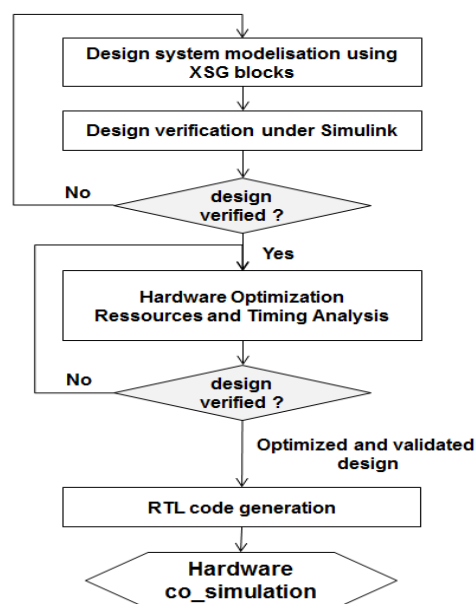 Design system modelisation using
XSG blocks
Design verification under Simulink
No
design
verified ?
Yes
Hardware Optimization
Ressources and Timing Analysis
No
design
verified ?
Optimized and validated
design
RTL code generation
Hardware
co_simulation